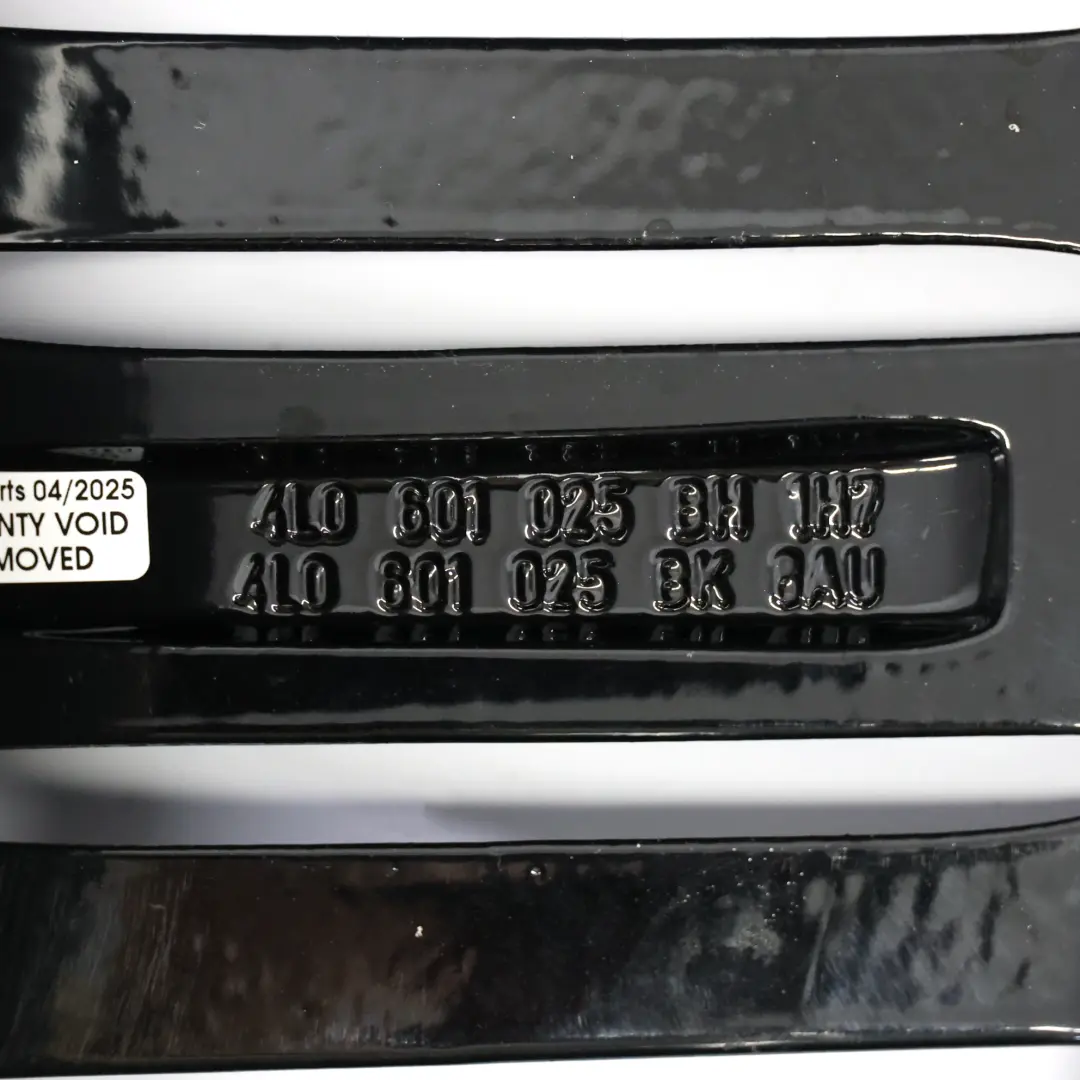 rts 04/2025
NTY VOID
MOVED
4L0 601 025 BH 1H7
4L0 601 025 BK 8AU